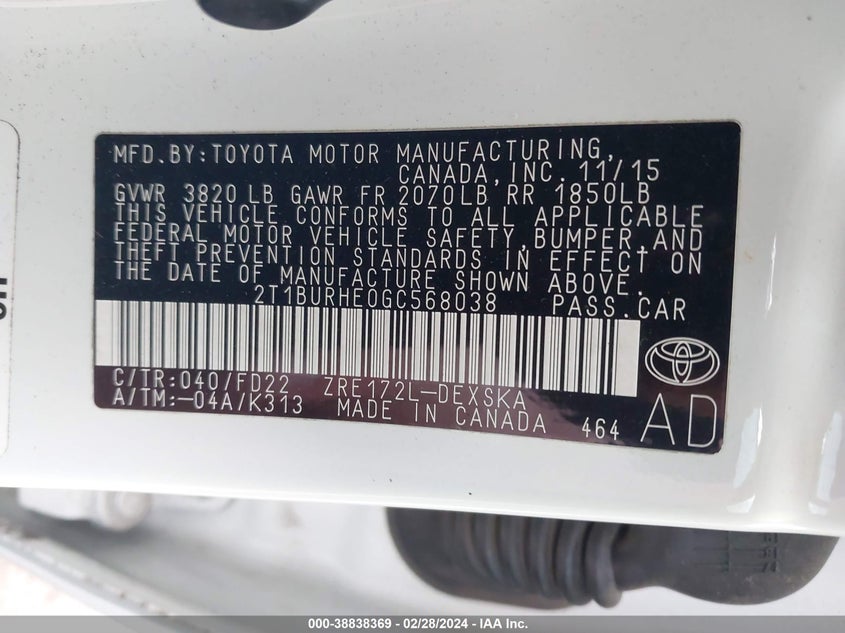 MFD.BY:TOYOTA MOTOR MANUFACTURING,
CANADA,INC. 11/15
GVWR 3820 LB GAWR FR 2070LB RR 1850LB
THIS VEHICLE CONFORMS TO ALL APPLICABLE
FEDERAL MOTOR VEHICLE SAFETY,BUMPER,AND
THEFT PREVENTION STANDARDS IN EFFECT ON
THE DATE OF MANUFACTURE SHOWN ABOVE.
2T1BURHE0GC568038 PASS.CAR
C/TR:040/FD22 ZRE172L-DEXSKA
A/TM:-04A/K313 MADE IN CANADA 464
AD
000-38838369 - 02/28/2024 - IAA Inc.